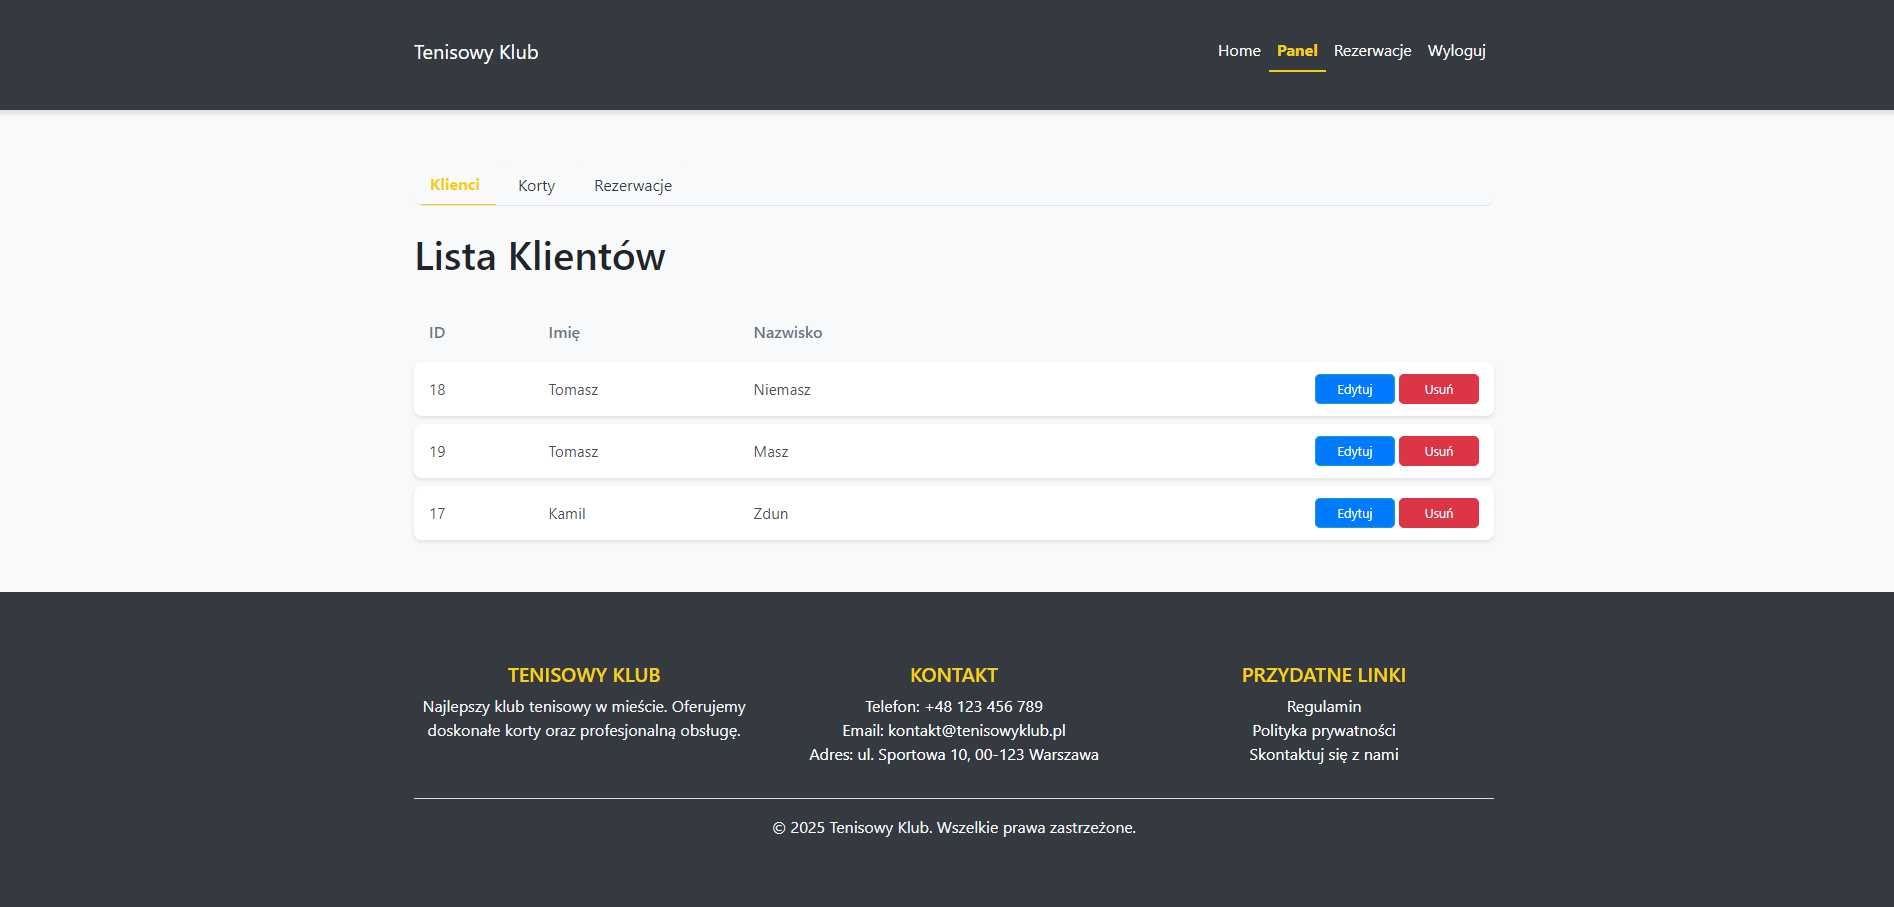 Tenisowy Klub
Home Panel Rezerwacje Wyloguj
Klienci Korty Rezerwacje
Lista Klientów
ID Imię Nazwisko
18 Tomasz Niemasz Edytuj Usuń
19 Tomasz Masz Edytuj Usuń
17 Kamil Zdun Edytuj Usuń
TENISOWY KLUB
Najlepszy klub tenisowy w mieście. Oferujemy
doskonałe korty oraz profesjonalną obsługę.
KONTAKT
Telefon: +48 123 456 789
Email: kontakt@tenisowyklub.pl
Adres: ul. Sportowa 10, 00-123 Warszawa
PRZYDATNE LINKI
Regulamin
Polityka prywatności
Skontaktuj się z nami
© 2025 Tenisowy Klub. Wszelkie prawa zastrzeżone.